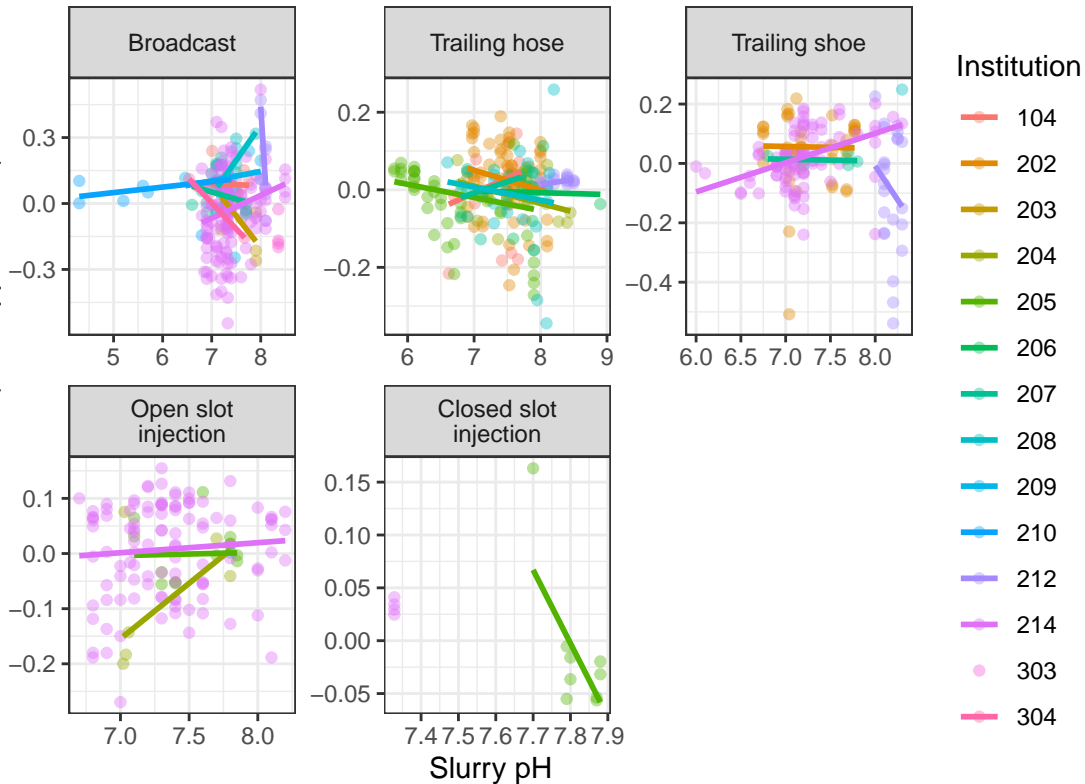 Broadcast
Trailing hose
Trailing shoe
Institution
0.3
0.0
−0.3
5 6 7 8
0.2
0.0
−0.2
6 7 8 9
0.2
0.0
−0.2
−0.4
6.0 6.5 7.0 7.5 8.0
Open slot
injection
Closed slot
injection
0.1
0.0
−0.1
−0.2
7.0 7.5 8.0
0.15
0.10
0.05
0.00
−0.05
7.4 7.5 7.6 7.7 7.8 7.9
Slurry pH
104
202
203
204
205
206
207
208
209
210
212
214
303
304